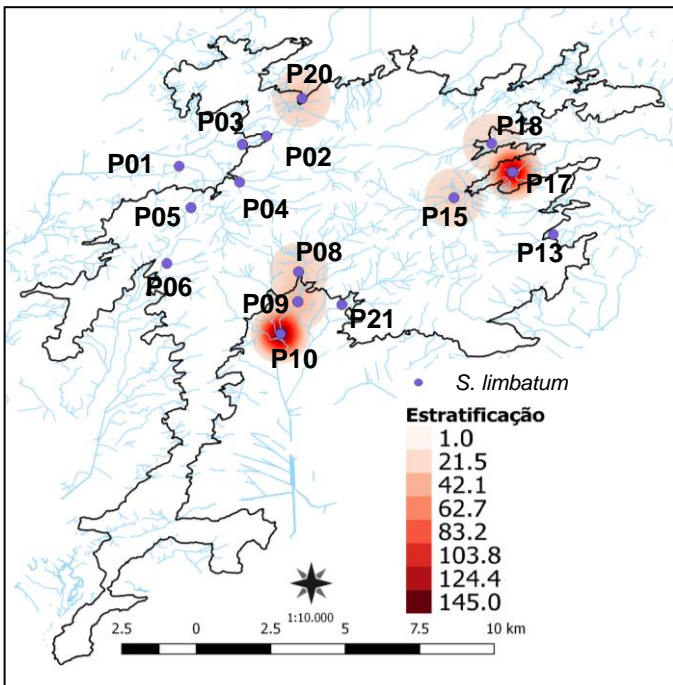 P20
P03
P02
P18
P01
P17
P04
P05
P15
P08
P13
P06
P09
P21
P10
S. limbatum
Estratificação
1.0
21.5
42.1
62.7
83.2
103.8
124.4
145.0
1:10.000
2.5 0 2.5 5 7.5 10 km